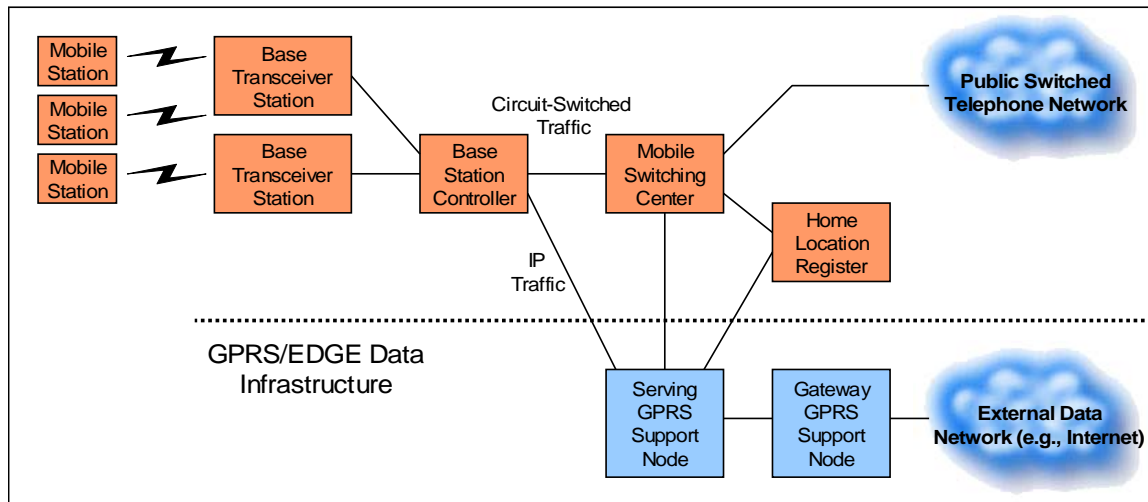 Mobile
Station
Mobile
Station
Mobile
Station
Base
Transceiver
Station
Base
Transceiver
Station
Base
Station
Controller
Circuit-Switched
Traffic
Mobile
Switching
Center
Public Switched
Telephone Network
Home
Location
Register
IP
Traffic
GPRS/EDGE Data
Infrastructure
Serving
GPRS
Support
Node
Gateway
GPRS
Support
Node
External Data
Network (e.g., Internet)